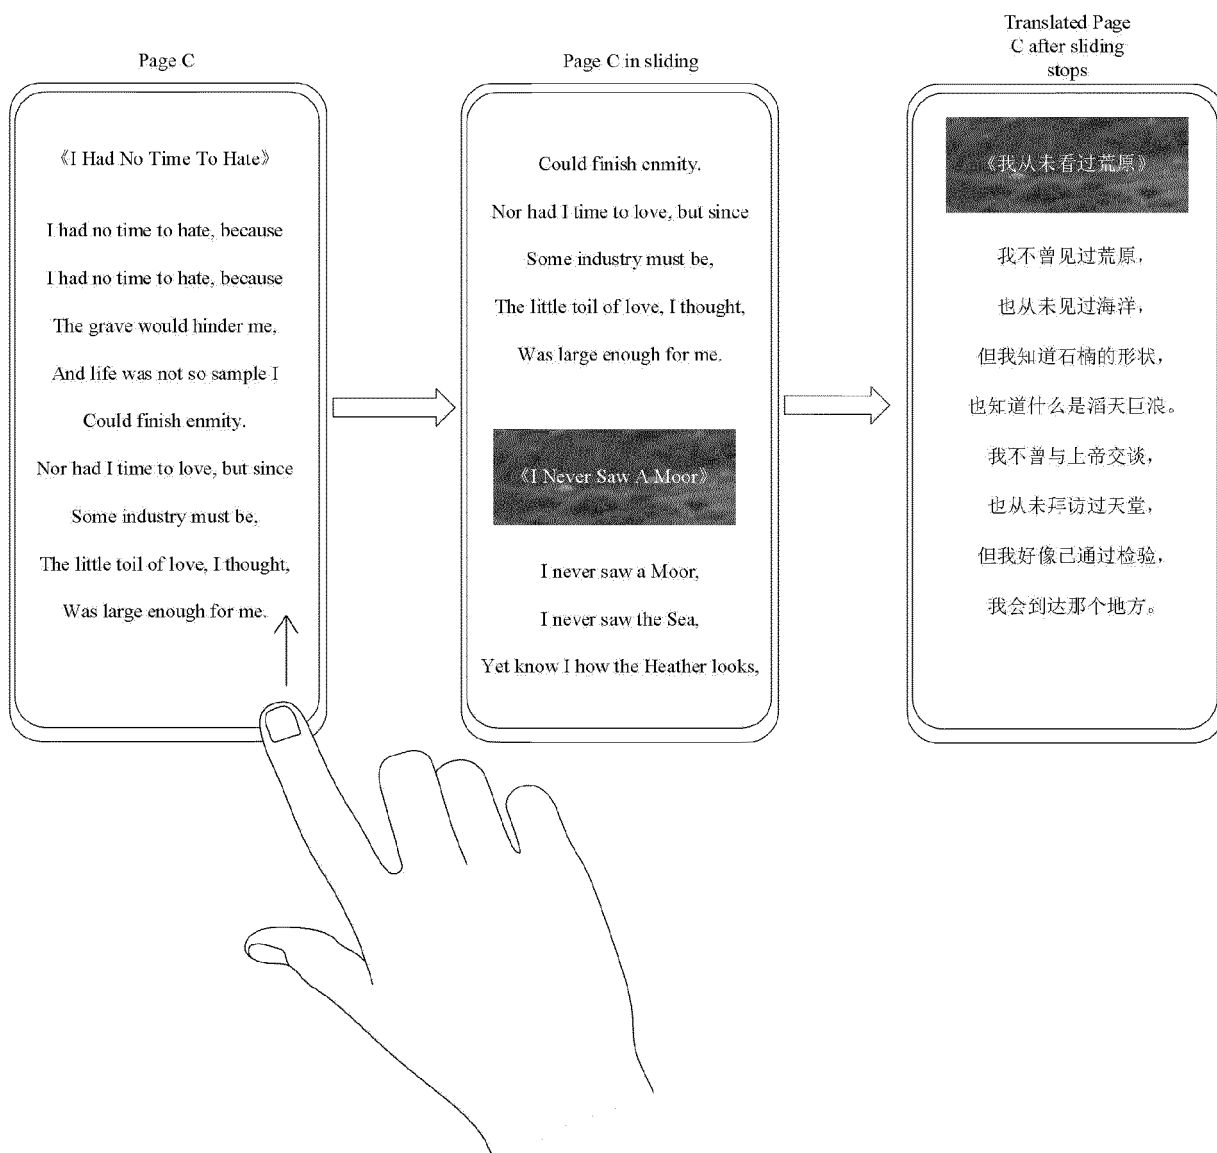 Page C
《I Had No Time To Hate》
I had no time to hate, because
I had no time to hate, because
The grave would hinder me,
And life was not so sample I
Could finish enmity.
Nor had I time to love, but since
Some industry must be,
The little toil of love, I thought,
Was large enough for me.
Page C in sliding
Could finish enmity.
Nor had I time to love, but since
Some industry must be,
The little toil of love, I thought,
Was large enough for me.
《I Never Saw A Moor》
I never saw a Moor,
I never saw the Sea,
Yet know I how the Heather looks,
Translated Page
C after sliding
stops
《我从未看过荒原》
我不曾见过荒原，
也从未见过海洋，
但我知道石楠的形状，
也知道什么是滔天巨浪。
我不曾与上帝交谈，
也从未拜访过天堂，
但我好像已通过检验，
我会到达那个地方。